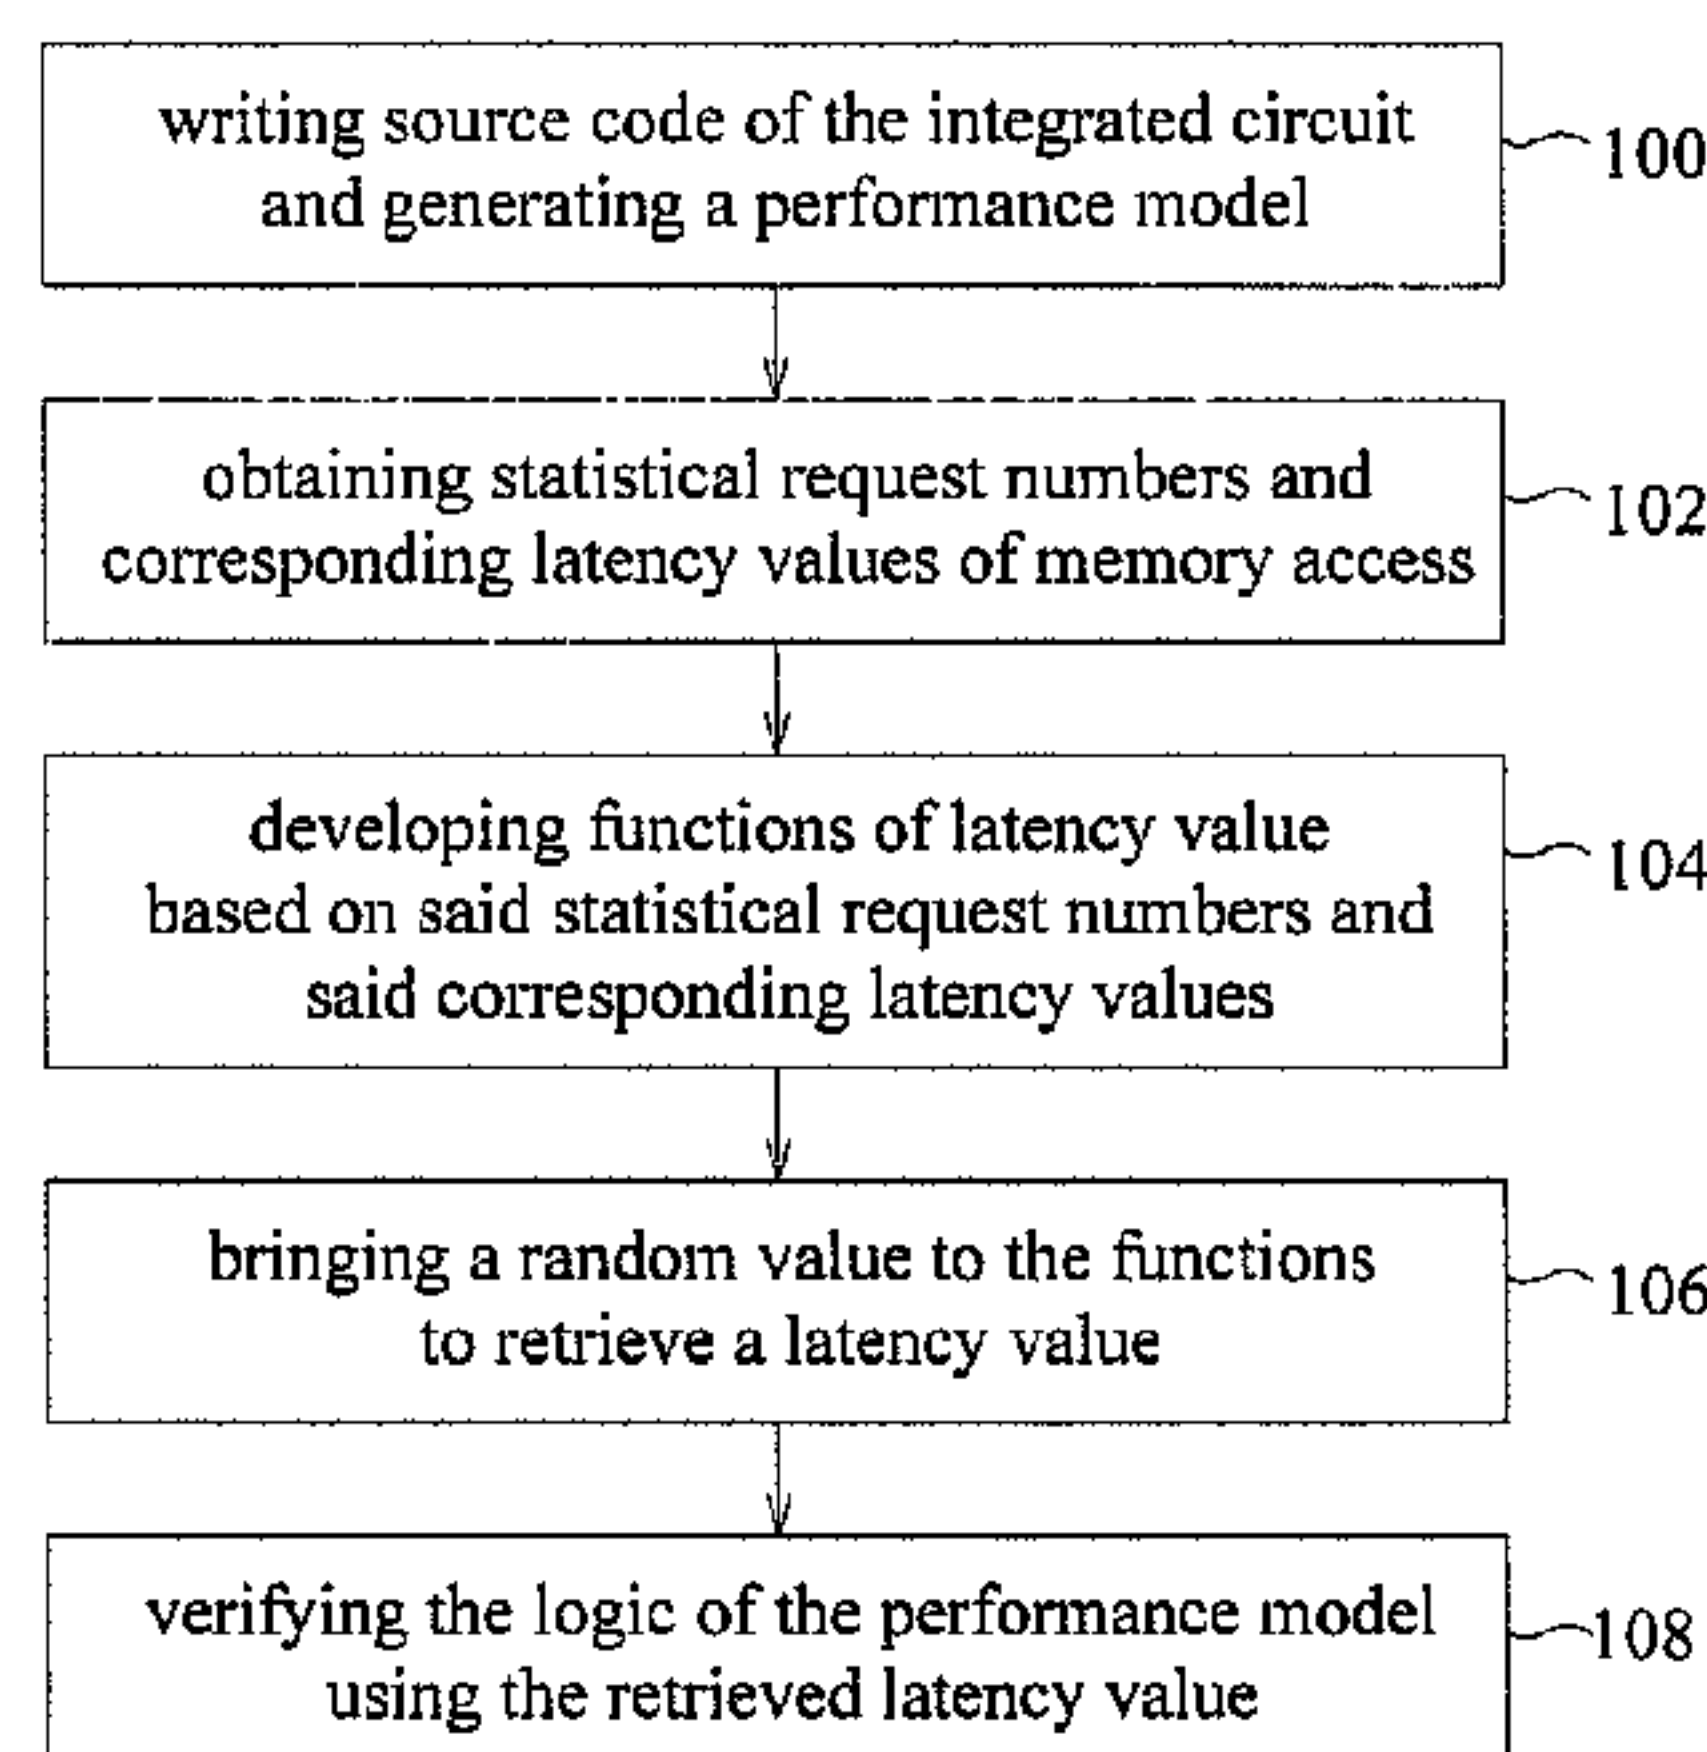 writing source code of the integrated circuit
and generating a performance model
100
obtaining statistical request numbers and
corresponding latency values of memory access
102
developing functions of latency value
based on said statistical request numbers and
said corresponding latency values
104
bringing a random value to the functions
to retrieve a latency value
106
verifying the logic of the performance model
using the retrieved latency value
108